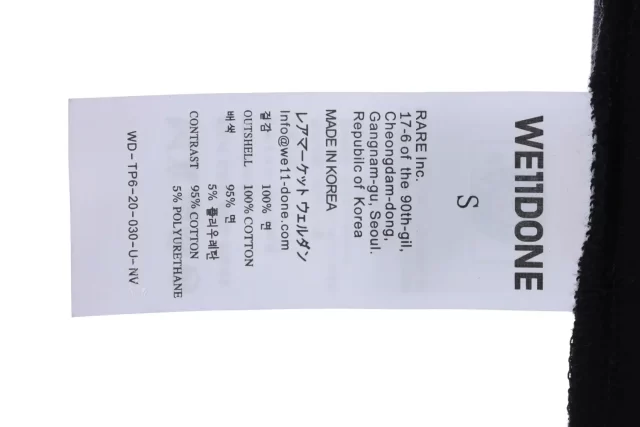 WE11DONE
S
RARE Inc.
17-6 of the 90th-gil,
Cheongdam-dong,
Gangnam-gu, Seoul.
Republic of Korea
MADE IN KOREA
レアマーケット ウェルダン
Info@we11-done.com
겉감 100% 면
OUTSHELL 100% COTTON
배색 95% 면
5% 폴리우레탄
CONTRAST 95% COTTON
5% POLYURETHANE
WD-TP6-20-030-U-NV